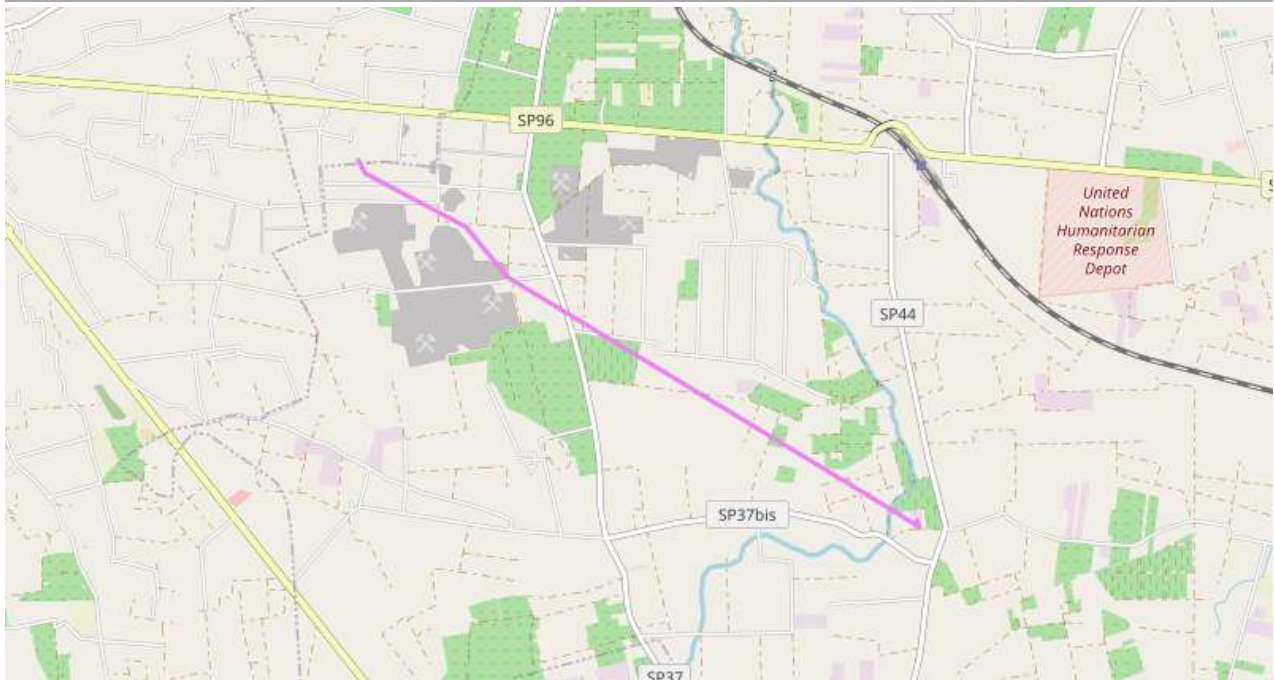 SP96
United
Nations
Humanitarian
Response
Depot
SP44
SP37bis
SP37